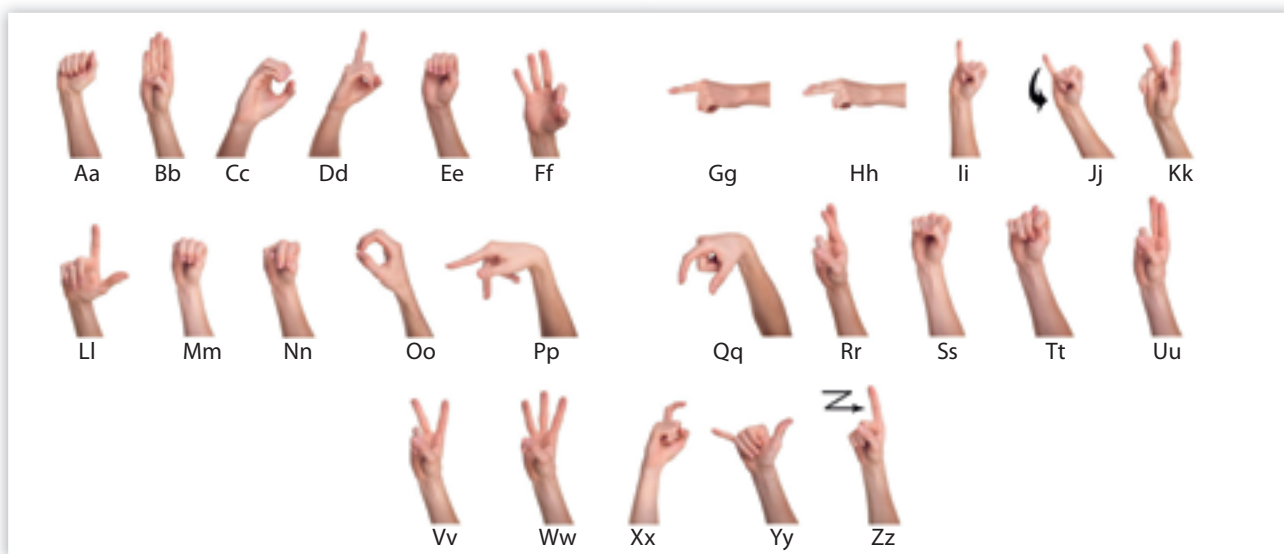 Aa Bb Cc Dd Ee Ff Gg Hh Ii Jj Kk
Ll Mm Nn Oo Pp Qq Rr Ss Tt Uu
Vv Ww Xx Yy Zz